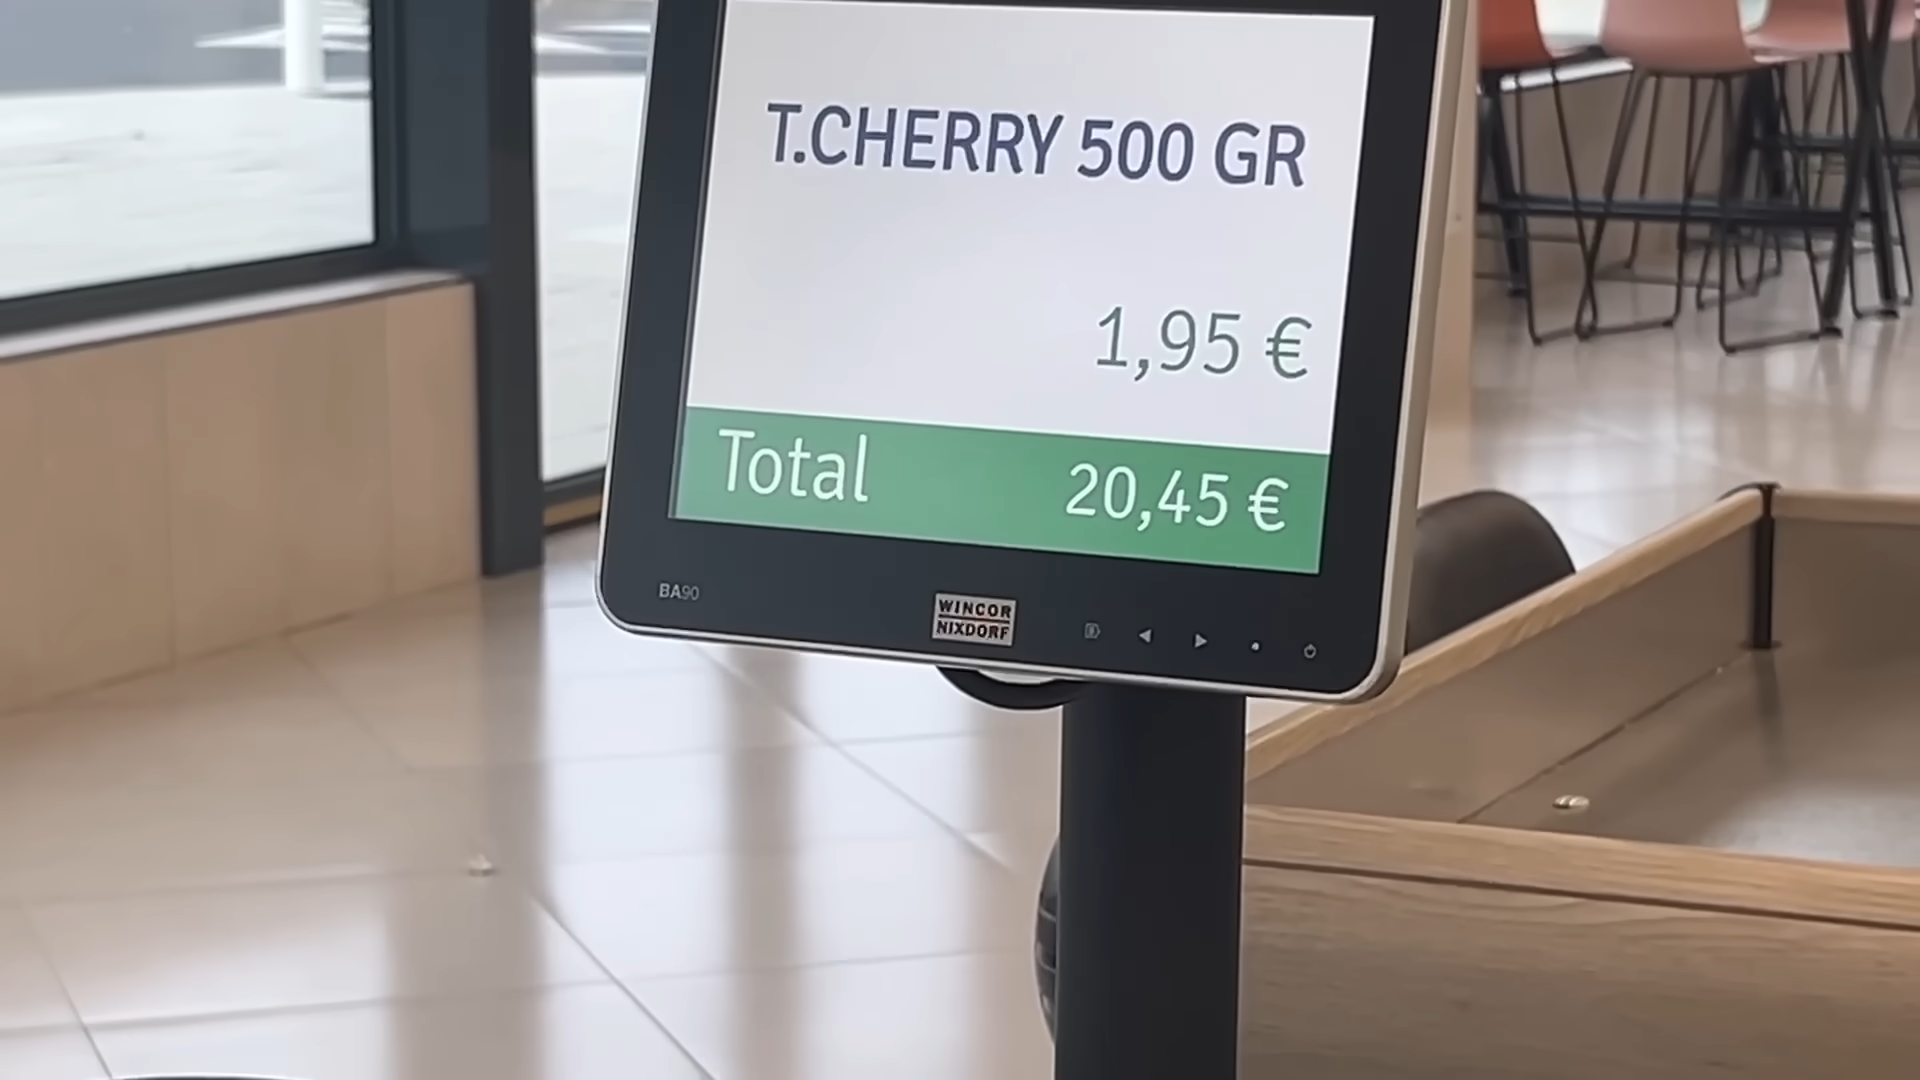 T.CHERRY 500 GR
1,95 €
Total 20,45 €
BA90
WINCOR
NIXDORF